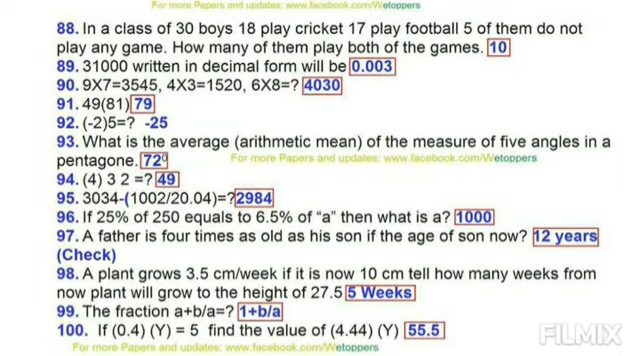 For more Papers and updates: www.facebook.com/Wetoppers
88. In a class of 30 boys 18 play cricket 17 play football 5 of them do not
play any game. How many of them play both of the games. 10
89. 31000 written in decimal form will be 0.003
90. 9X7=3545, 4X3=1520, 6X8=? 4030
91. 49(81) 79
92. (-2)5=? -25
93. What is the average (arithmetic mean) of the measure of five angles in a
pentagone. 72⁰ For more Papers and updates: www.facebook.com/Wetoppers
94. (4) 3 2 =? 49
95. 3034-(1002/20.04)=? 2984
96. If 25% of 250 equals to 6.5% of “a” then what is a? 1000
97. A father is four times as old as his son if the age of son now? 12 years
(Check)
98. A plant grows 3.5 cm/week if it is now 10 cm tell how many weeks from
now plant will grow to the height of 27.5 5 Weeks
99. The fraction a+b/a=? 1+b/a
100. If (0.4) (Y) = 5 find the value of (4.44) (Y) 55.5
For more Papers and updates: www.facebook.com/Wetoppers
FILMIX